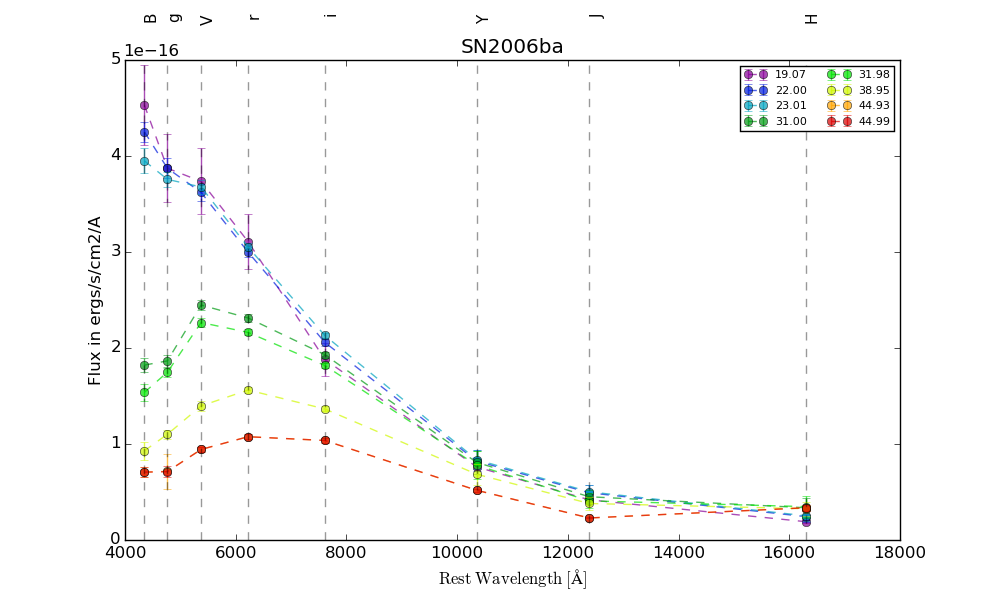 B g V r i Y J H
1e−16
SN2006ba
19.07 31.98
22.00 38.95
23.01 44.93
31.00 44.99
Flux in ergs/s/cm2/A
5
4
3
2
1
0
4000 6000 8000 10000 12000 14000 16000 18000
Rest Wavelength [Å]